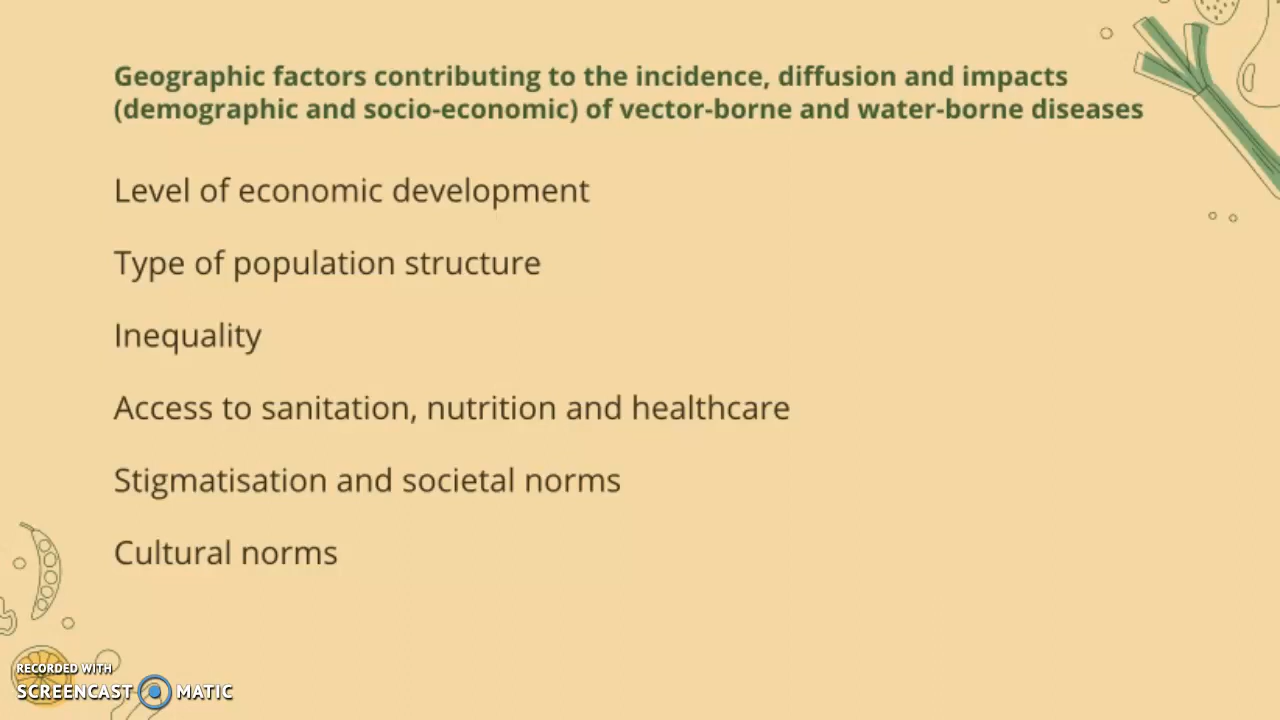 Geographic factors contributing to the incidence, diffusion and impacts
(demographic and socio-economic) of vector-borne and water-borne diseases
Level of economic development
Type of population structure
Inequality
Access to sanitation, nutrition and healthcare
Stigmatisation and societal norms
Cultural norms
RECORDED WITH
SCREENCAST MATIC